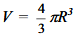 V = 4/3 πR³